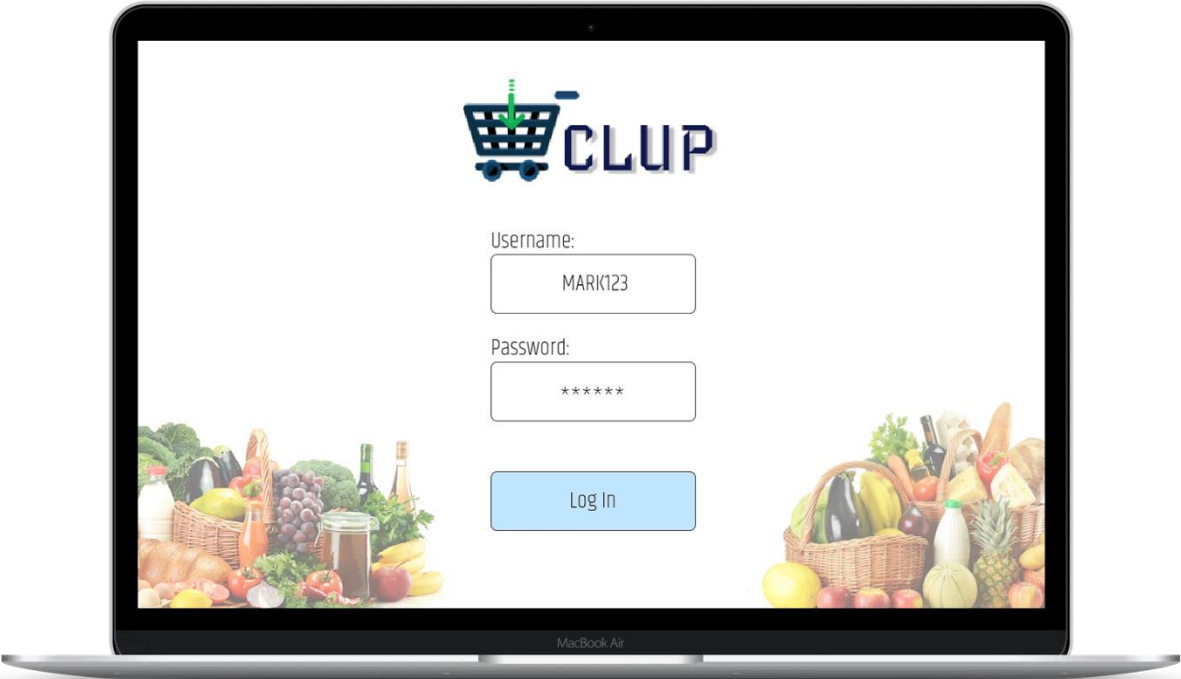 CLUP
Username:
MARK123
Password:
******
Log In
MacBook Air